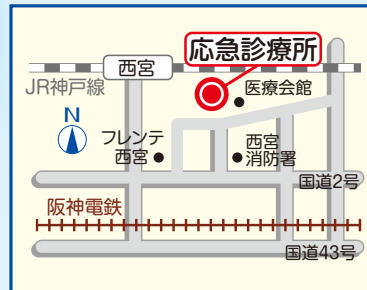 応急診療所
西宮
JR神戸線
医療会館
N
フレンテ
西宮
西宮
消防署
国道2号
阪神電鉄
国道43号